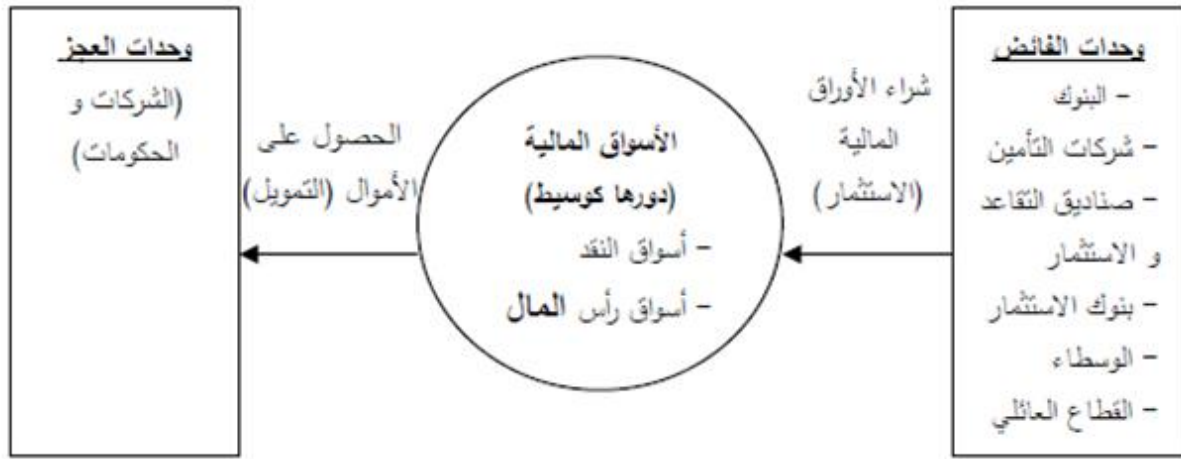 وحدات الفائض
- البنوك
- شركات التأمين
- صناديق التقاعد
و الاستثمار
- بنوك الاستثمار
- الوسطاء
- القطاع العائلي
شراء الأوراق
المالية
(الاستثمار)
الأسواق المالية
(دورها كوسيط)
- أسواق النقد
- أسواق رأس المال
الحصول على
الأموال (التمويل)
وحدات العجز
(الشركات و
الحكومات)